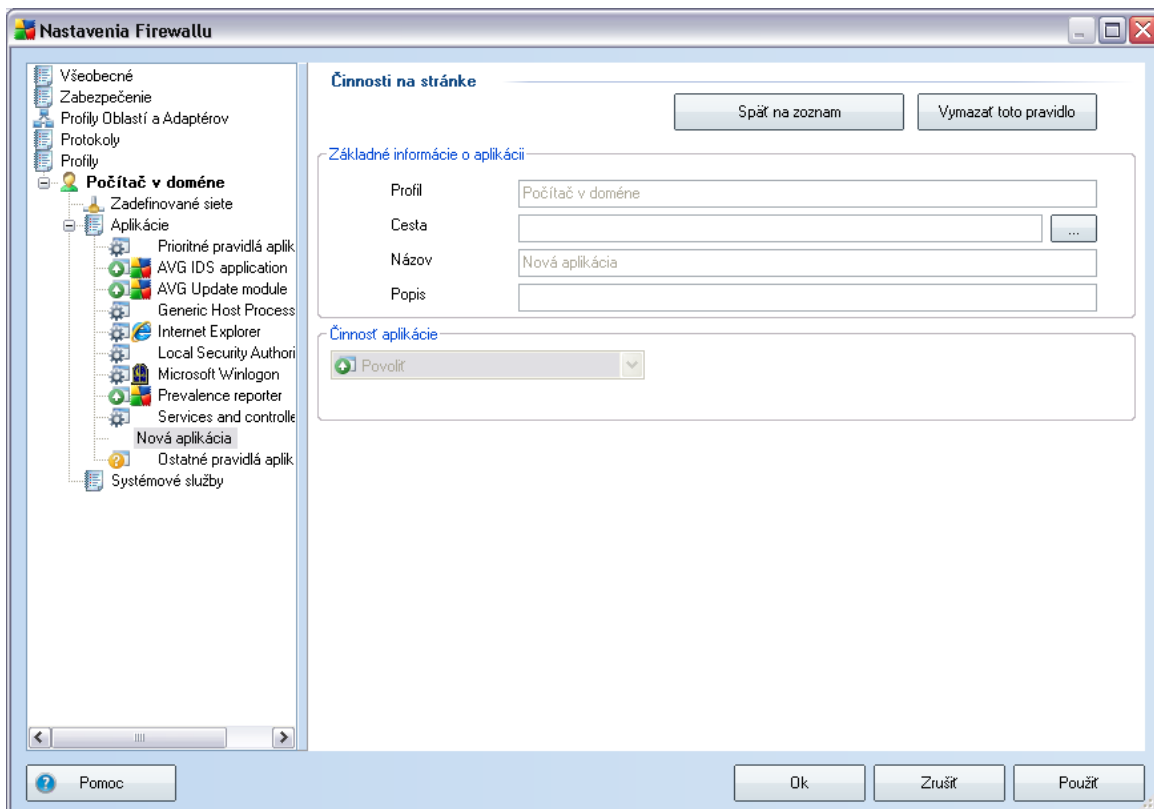 Nastavenia Firewallu
Všeobecné
Zabezpečenie
Profily Oblastí a Adaptérov
Protokoly
Profily
Počítač v doméne
Zadefinované siete
Aplikácie
Prioritné pravidlá aplik
AVG IDS application
AVG Update module
Generic Host Process
Internet Explorer
Local Security Authori
Microsoft Winlogon
Prevalence reporter
Services and controlle
Nová aplikácia
Ostatné pravidlá aplik
Systémové služby
Činnosti na stránke
Späť na zoznam
Vymazať toto pravidlo
Základné informácie o aplikácii
Profil
Počítač v doméne
Cesta
...
Názov
Nová aplikácia
Popis
Činnosť aplikácie
Povoliť
Pomoc
Ok
Zrušiť
Použiť